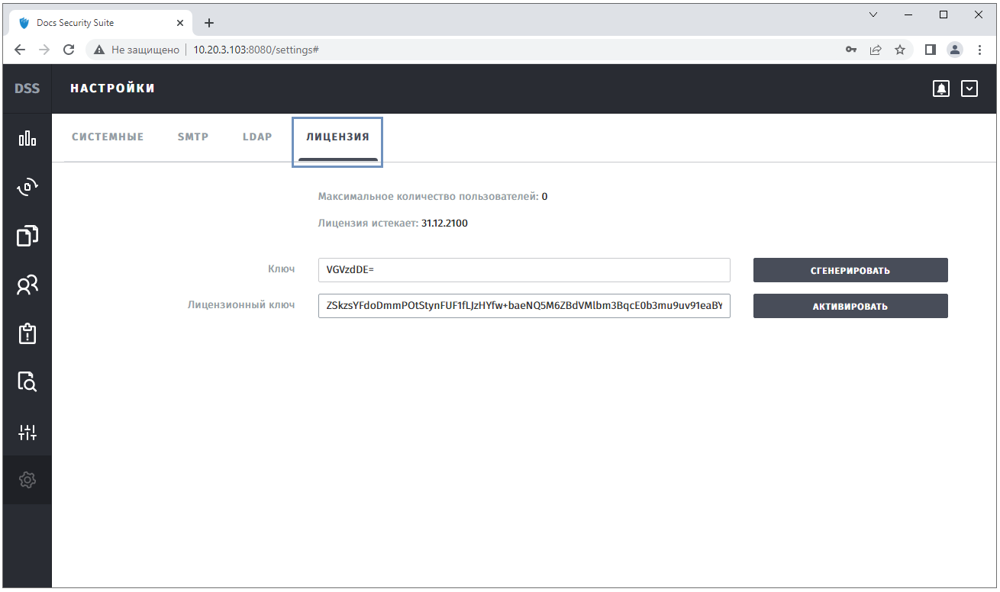 Docs Security Suite
Не защищено 10.20.3.103:8080/settings#
DSS НАСТРОЙКИ
СИСТЕМНЫЕ SMTP LDAP ЛИЦЕНЗИЯ
Максимальное количество пользователей: 0
Лицензия истекает: 31.12.2100
Ключ VGVzdDE= СГЕНЕРИРОВАТЬ
Лицензионный ключ ZSkzsYFdoDmmPOtStynFUF1fLJzHYfw+baeNQ5M6ZBdVMlbm3BqcE0b3mu9uv91eaBY АКТИВИРОВАТЬ